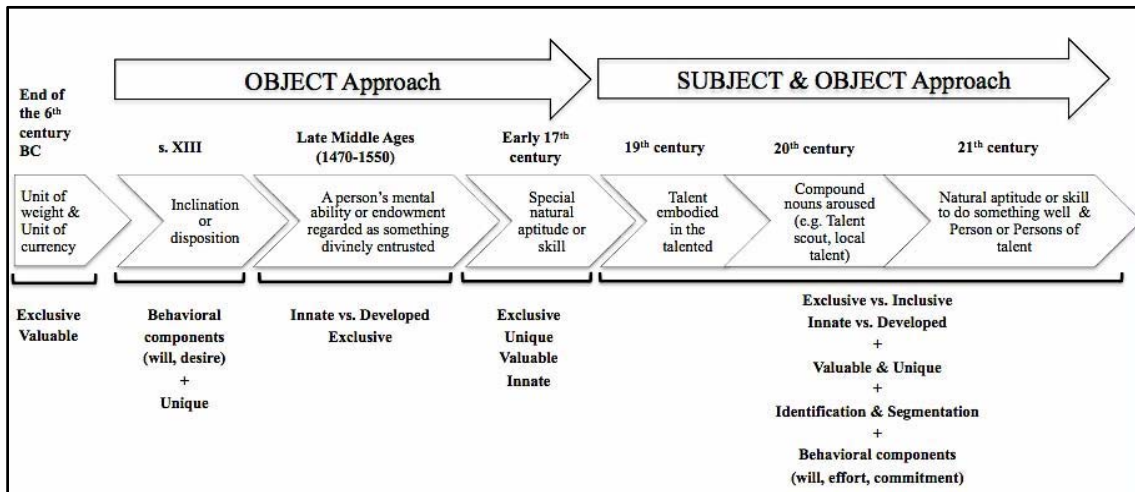 OBJECT Approach
SUBJECT & OBJECT Approach
End of
the 6th
century
BC
s. XIII
Late Middle Ages
(1470-1550)
Early 17th
century
19th century
20th century
21th century
Unit of
weight &
Unit of
currency
Inclination
or
disposition
A person's mental
ability or endowment
regarded as something
divinely entrusted
Special
natural
aptitude or
skill
Talent
embodied in
the talented
Compound
nouns aroused
(e.g. Talent
scout, local
talent)
Natural aptitude or skill
to do something well &
Person or Persons of
talent
Exclusive
Valuable
Behavioral
components
(will, desire)
+
Unique
Innate vs. Developed
Exclusive
Exclusive
Unique
Valuable
Innate
Exclusive vs. Inclusive
Innate vs. Developed
+
Valuable & Unique
+
Identification & Segmentation
+
Behavioral components
(will, effort, commitment)